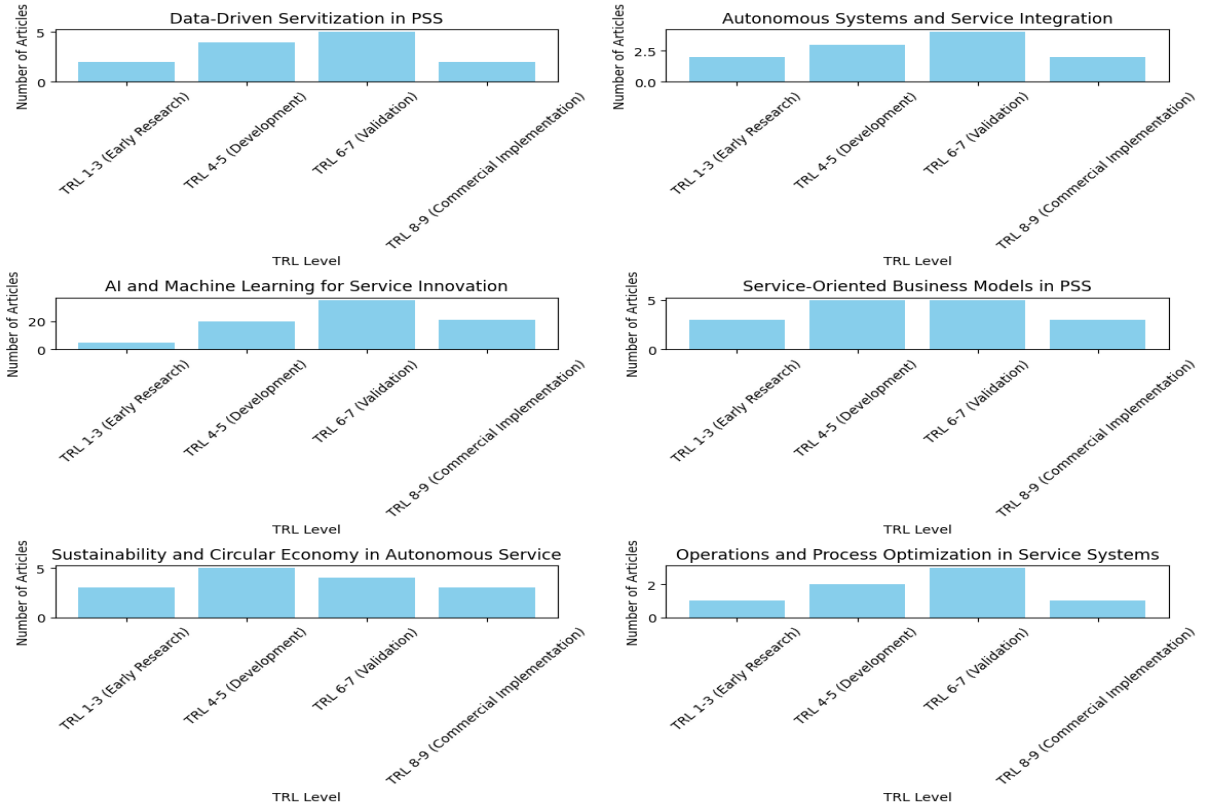 Data-Driven Servitization in PSS
Number of Articles
5
0
TRL 1-3 (Early Research)
TRL 4-5 (Development)
TRL 6-7 (Validation)
TRL 8-9 (Commercial Implementation)
TRL Level
Autonomous Systems and Service Integration
Number of Articles
2.5
0.0
TRL 1-3 (Early Research)
TRL 4-5 (Development)
TRL 6-7 (Validation)
TRL 8-9 (Commercial Implementation)
TRL Level
AI and Machine Learning for Service Innovation
Number of Articles
20
0
TRL 1-3 (Early Research)
TRL 4-5 (Development)
TRL 6-7 (Validation)
TRL 8-9 (Commercial Implementation)
TRL Level
Service-Oriented Business Models in PSS
Number of Articles
5
0
TRL 1-3 (Early Research)
TRL 4-5 (Development)
TRL 6-7 (Validation)
TRL 8-9 (Commercial Implementation)
TRL Level
Sustainability and Circular Economy in Autonomous Service
Number of Articles
5
0
TRL 1-3 (Early Research)
TRL 4-5 (Development)
TRL 6-7 (Validation)
TRL 8-9 (Commercial Implementation)
TRL Level
Operations and Process Optimization in Service Systems
Number of Articles
2
0
TRL 1-3 (Early Research)
TRL 4-5 (Development)
TRL 6-7 (Validation)
TRL 8-9 (Commercial Implementation)
TRL Level